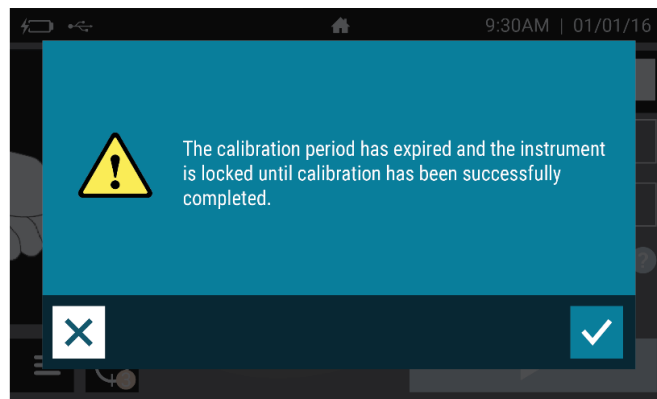 9:30AM | 01/01/16
The calibration period has expired and the instrument
is locked until calibration has been successfully
completed.
?